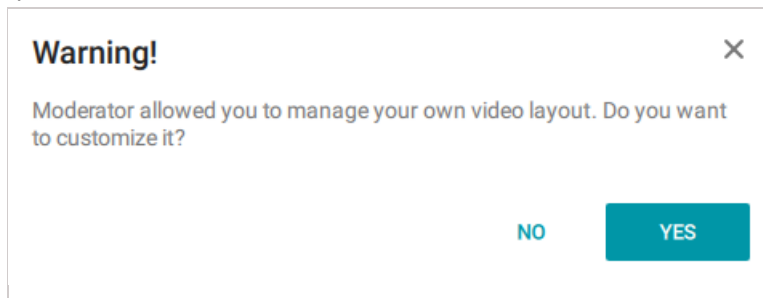 Warning!
Moderator allowed you to manage your own video layout. Do you want
to customize it?
NO
YES